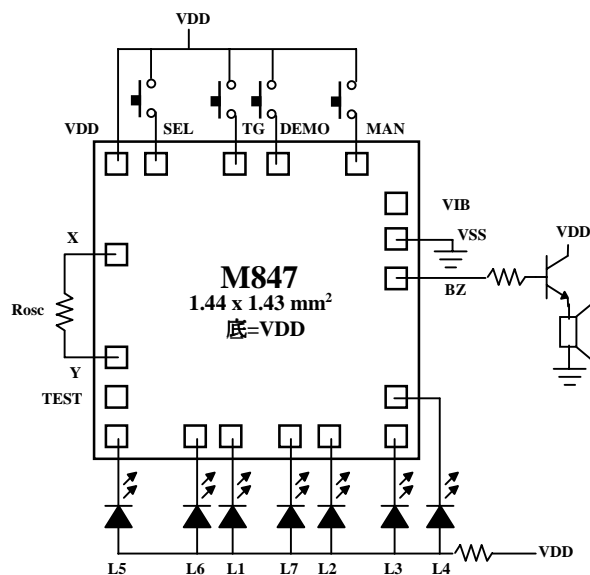 VDD
VDD SEL TG DEMO MAN
VIB
X VSS
VDD
M847
BZ
1.44 x 1.43 mm²
Rosc
底=VDD
Y
TEST
L5 L6 L1 L7 L2 L3 L4 VDD